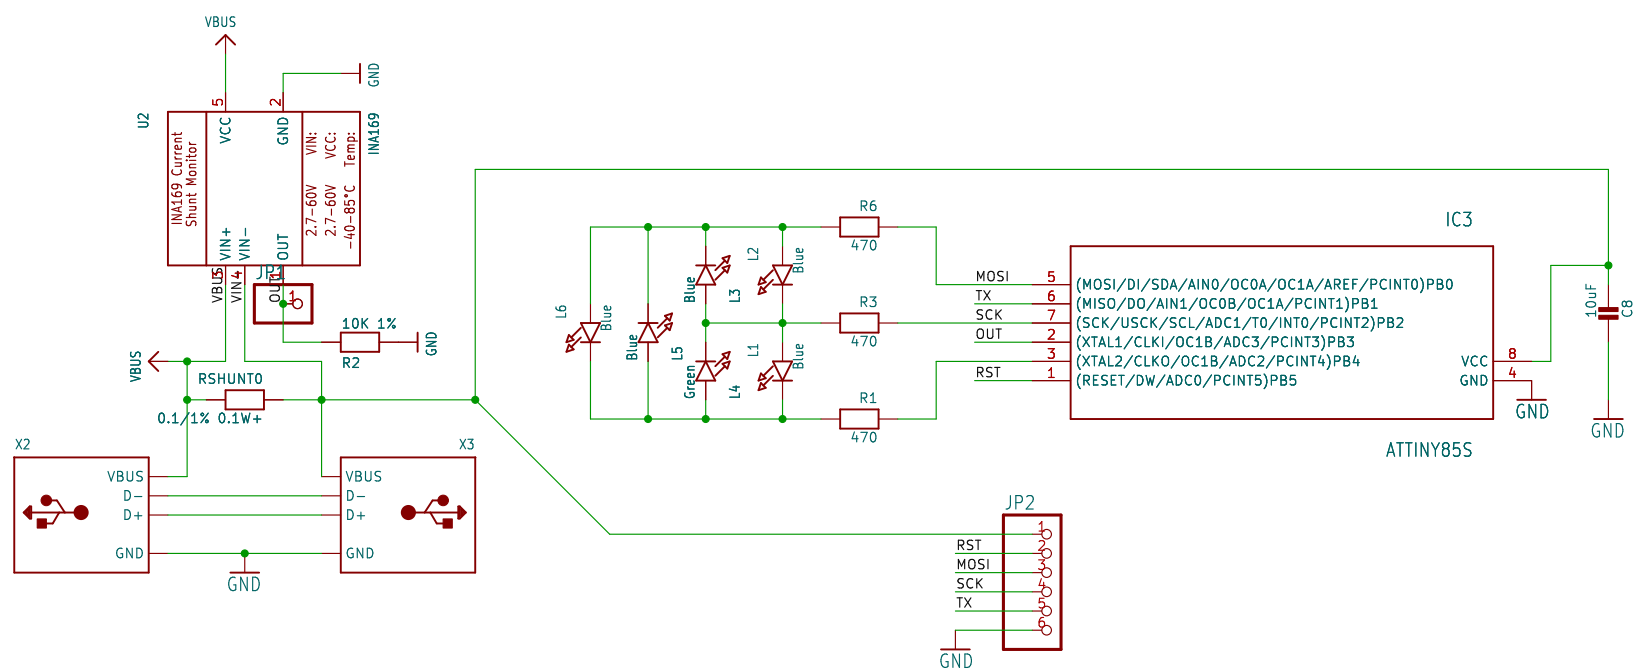 VBUS
GND
5
2
U2
VCC
GND
INA169 Current
Shunt Monitor
VIN: 2.7-60V
VCC: 2.7-60V
Temp: -40-85°C
INA169
VIN+
VIN-
OUT
VBUS
3
VIN
4
OUT
1
JP1
1
10K 1%
R2
GND
VBUS
RSHUNT0
0.1/1% 0.1W+
X2
VBUS
D-
D+
GND
GND
X3
VBUS
D-
D+
GND
L6
Blue
Blue
L5
Blue
L3
L2
Blue
Green
L4
L1
Blue
R6
470
R3
470
R1
470
IC3
MOSI
5
(MOSI/DI/SDA/AIN0/OC0A/OC1A/AREF/PCINT0)PB0
TX
6
(MISO/DO/AIN1/OC0B/OC1A/PCINT1)PB1
SCK
7
(SCK/USCK/SCL/ADC1/T0/INT0/PCINT2)PB2
OUT
2
(XTAL1/CLKI/OC1B/ADC3/PCINT3)PB3
3
(XTAL2/CLKO/OC1B/ADC2/PCINT4)PB4
RST
1
(RESET/DW/ADC0/PCINT5)PB5
VCC
8
GND
4
GND
ATTINY85S
10uF
C8
GND
JP2
1
RST
2
MOSI
3
SCK
4
TX
5
6
GND